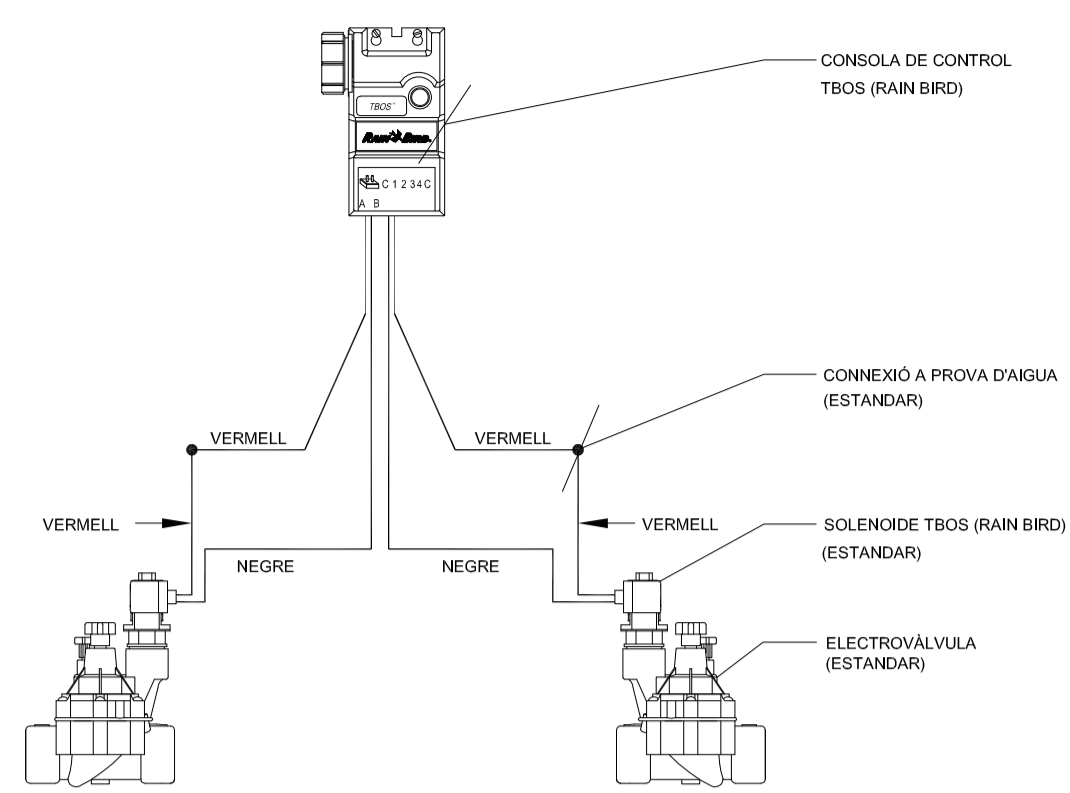 CONSOLA DE CONTROL
TBOS (RAIN BIRD)
TBOS™
RAIN BIRD.
C 1 2 3 4 C
A B
CONNEXIÓ A PROVA D'AIGUA
(ESTANDAR)
VERMELL
VERMELL
VERMELL
VERMELL
SOLENOIDE TBOS (RAIN BIRD)
(ESTANDAR)
NEGRE
NEGRE
ELECTROVÀLVULA
(ESTANDAR)